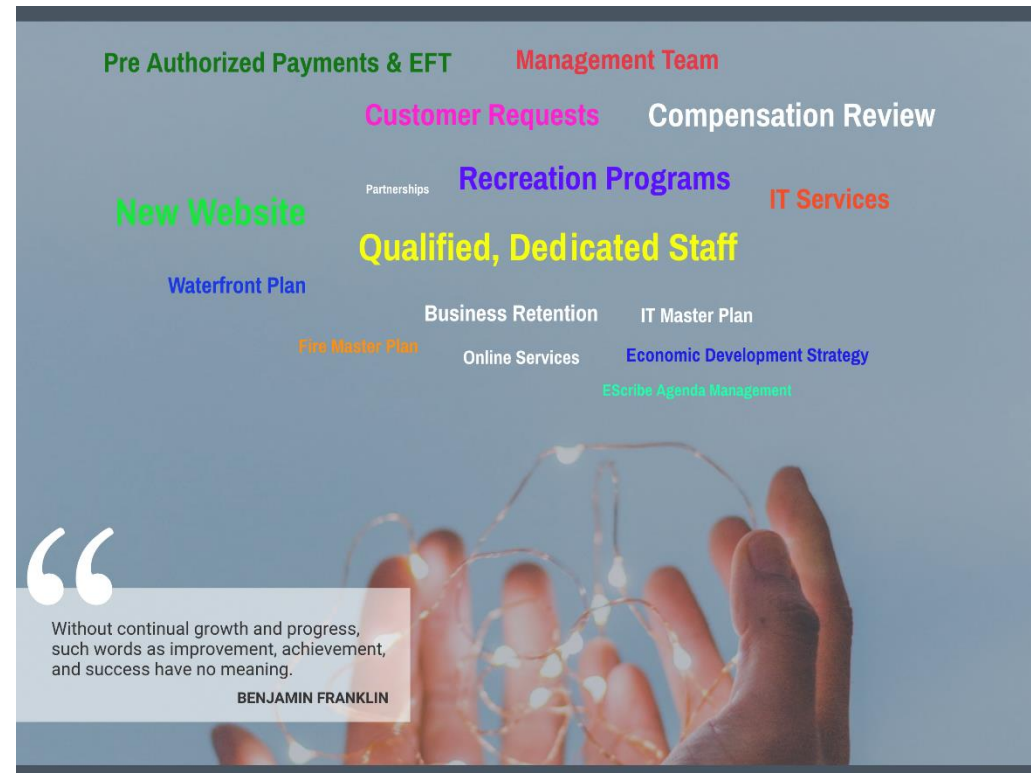 Pre Authorized Payments & EFT
Management Team
Customer Requests
Compensation Review
Partnerships
Recreation Programs
IT Services
New Website
Qualified, Dedicated Staff
Waterfront Plan
Business Retention
IT Master Plan
Fire Master Plan
Online Services
Economic Development Strategy
EScribe Agenda Management
“
Without continual growth and progress,
such words as improvement, achievement,
and success have no meaning.
BENJAMIN FRANKLIN